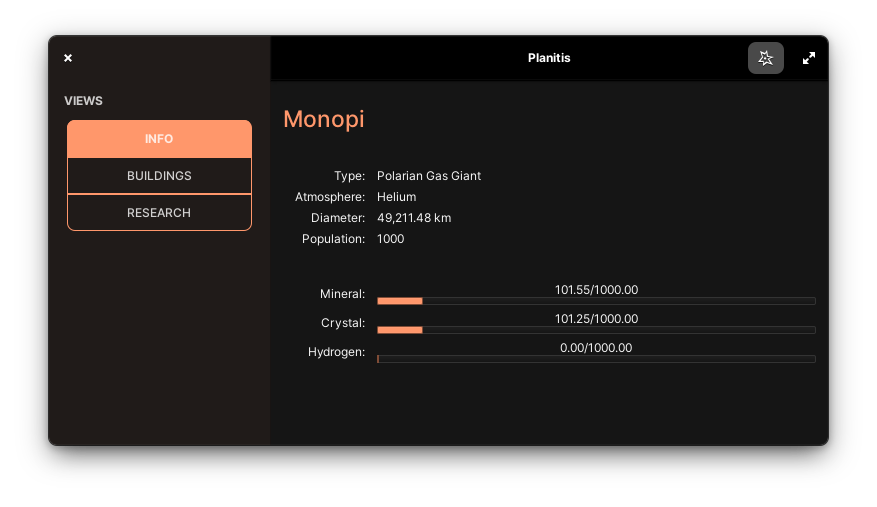 Planitis
VIEWS
INFO
BUILDINGS
RESEARCH
Monopi
Type: Polarian Gas Giant
Atmosphere: Helium
Diameter: 49,211.48 km
Population: 1000
Mineral: 101.55/1000.00
Crystal: 101.25/1000.00
Hydrogen: 0.00/1000.00